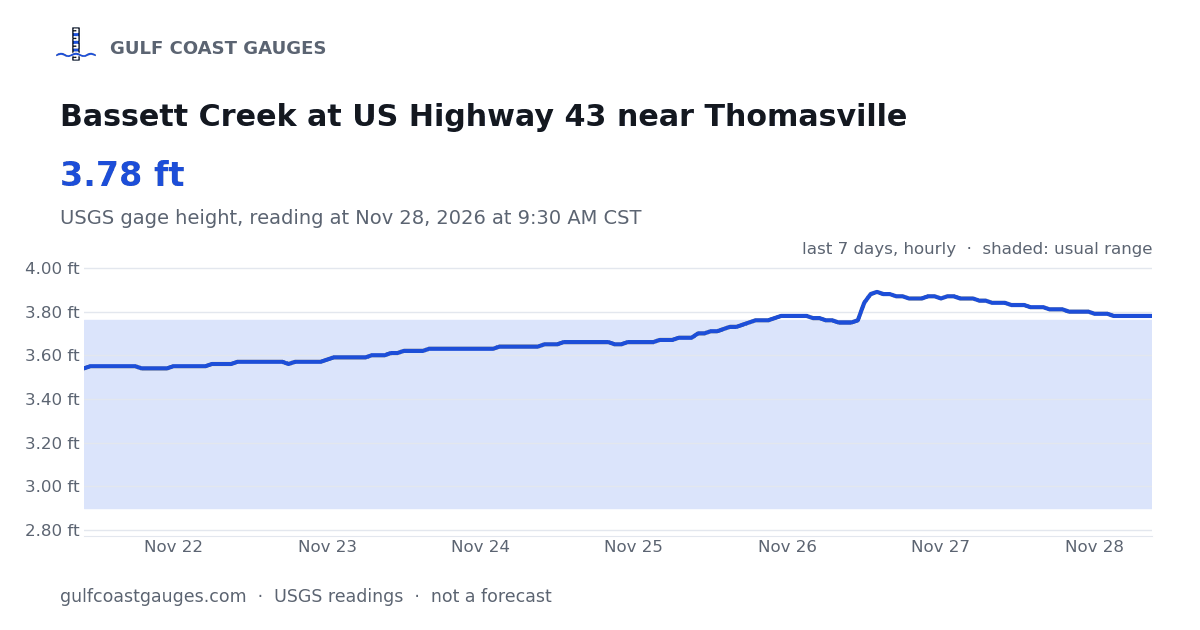 GULF COAST GAUGES
Bassett Creek at US Highway 43 near Thomasville
3.78 ft
USGS gage height, reading at Nov 28, 2026 at 9:30 AM CST
last 7 days, hourly · shaded: usual range
4.00 ft
3.80 ft
3.60 ft
3.40 ft
3.20 ft
3.00 ft
2.80 ft
Nov 22 Nov 23 Nov 24 Nov 25 Nov 26 Nov 27 Nov 28
gulfcoastgauges.com · USGS readings · not a forecast